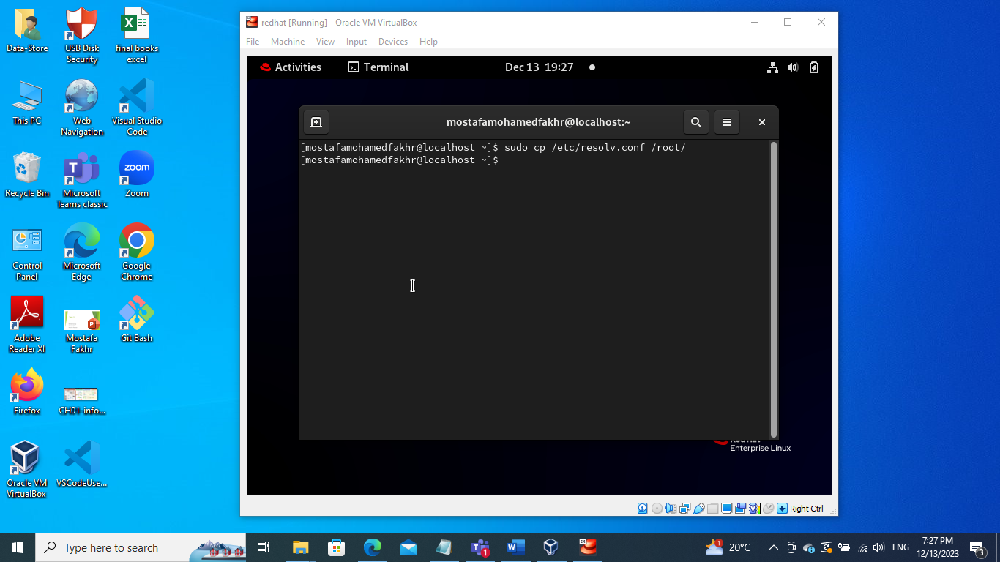 redhat [Running] - Oracle VM VirtualBox
File Machine View Input Devices Help
Activities
Terminal
Dec 13 19:27
mostafamohamedfakhr@localhost:~
[mostafamohamedfakhr@localhost ~]$ sudo cp /etc/resolv.conf /root/
[mostafamohamedfakhr@localhost ~]$
Enterprise Linux
Right Ctrl
Data-Store
USB Disk
Security
final books
excel
This PC
Web
Navigation
Visual Studio
Code
Recycle Bin
Microsoft
Teams classic
zoom
Zoom
Control
Panel
Microsoft
Edge
Google
Chrome
Adobe
Reader XI
Mostafa
Fakhr
Git Bash
Firefox
CH01-info...
Oracle VM
VirtualBox
VSCodeUse...
Type here to search
1
1
20°C
ENG
7:27 PM
12/13/2023
3